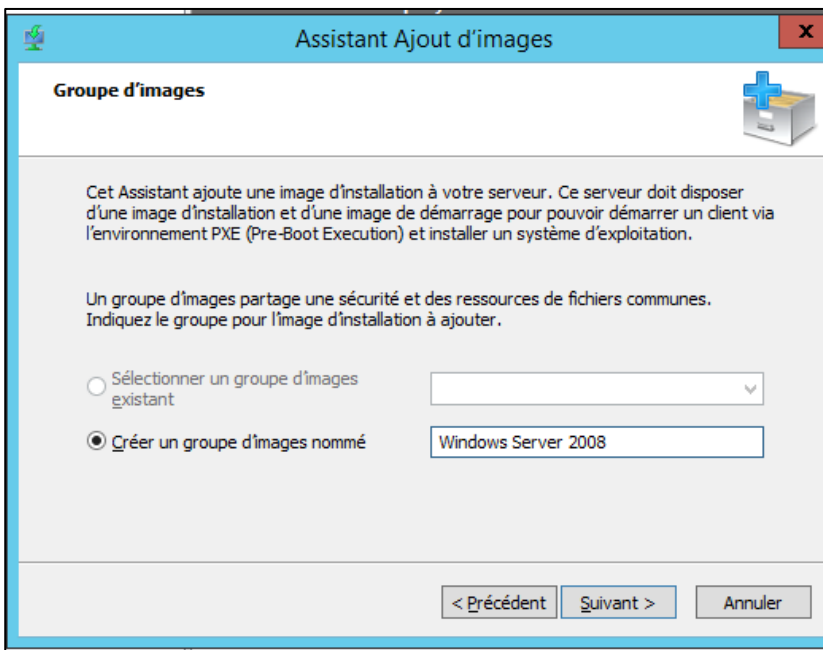 Assistant Ajout d'images
x
Groupe d'images
Cet Assistant ajoute une image d'installation à votre serveur. Ce serveur doit disposer
d'une image d'installation et d'une image de démarrage pour pouvoir démarrer un client via
l'environnement PXE (Pre-Boot Execution) et installer un système d'exploitation.
Un groupe d'images partage une sécurité et des ressources de fichiers communes.
Indiquez le groupe pour l'image d'installation à ajouter.
Sélectionner un groupe d'images
existant
Créer un groupe d'images nommé
Windows Server 2008
< Précédent
Suivant >
Annuler